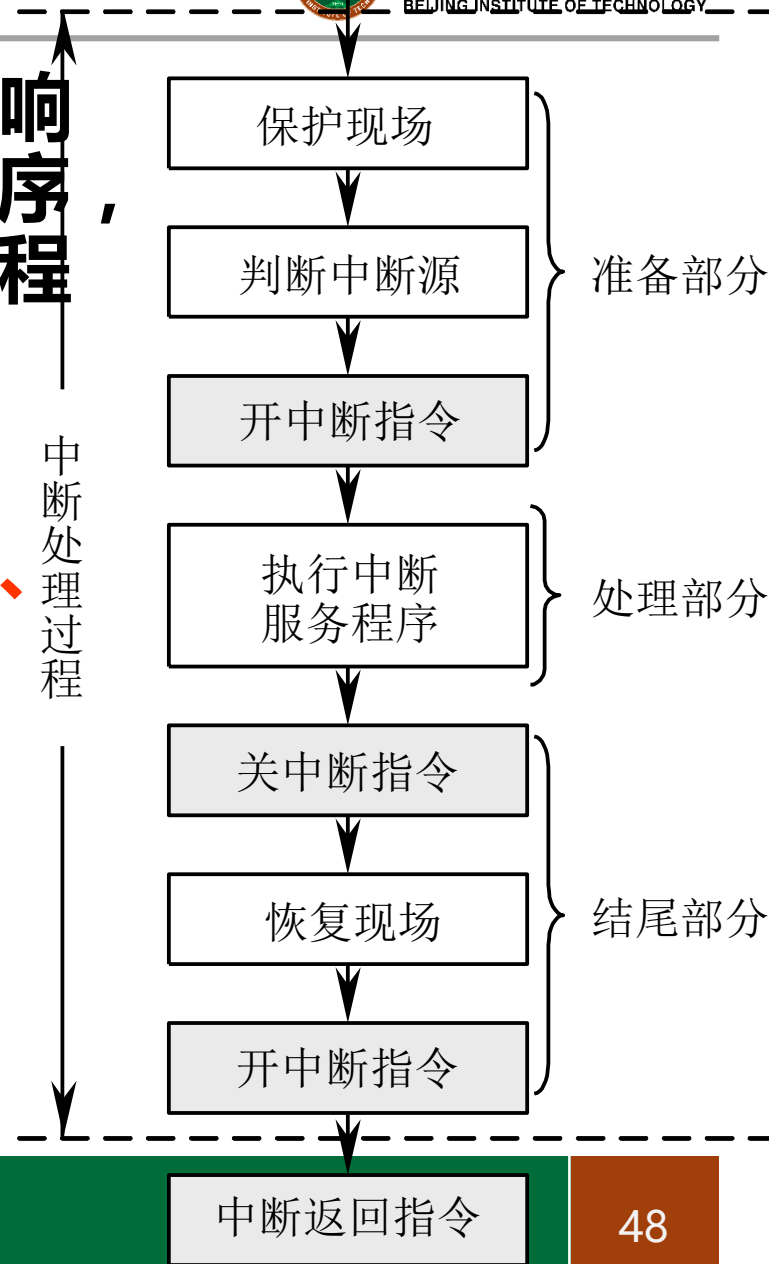 BEIJING INSTITUTE OF TECHNOLOGY
响
序，
程
保护现场
判断中断源
准备部分
开中断指令
中断处理过程
、
执行中断
服务程序
处理部分
关中断指令
恢复现场
结尾部分
开中断指令
中断返回指令
48